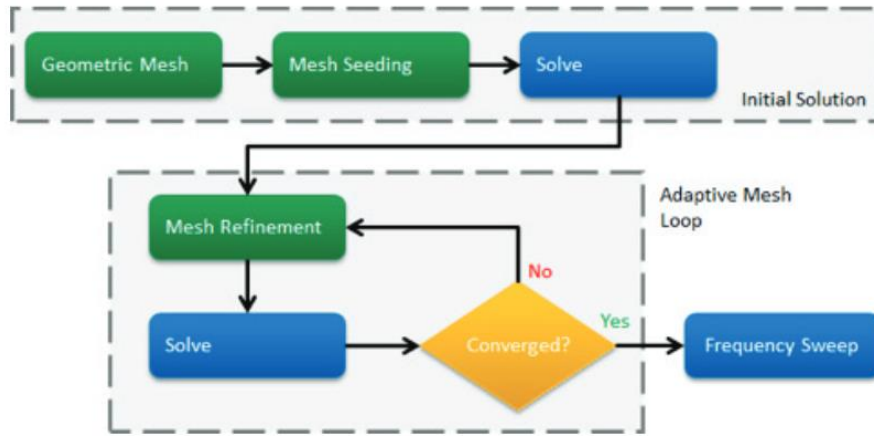 Geometric Mesh
Mesh Seeding
Solve
Initial Solution
Mesh Refinement
Adaptive Mesh
Loop
No
Solve
Converged?
Yes
Frequency Sweep